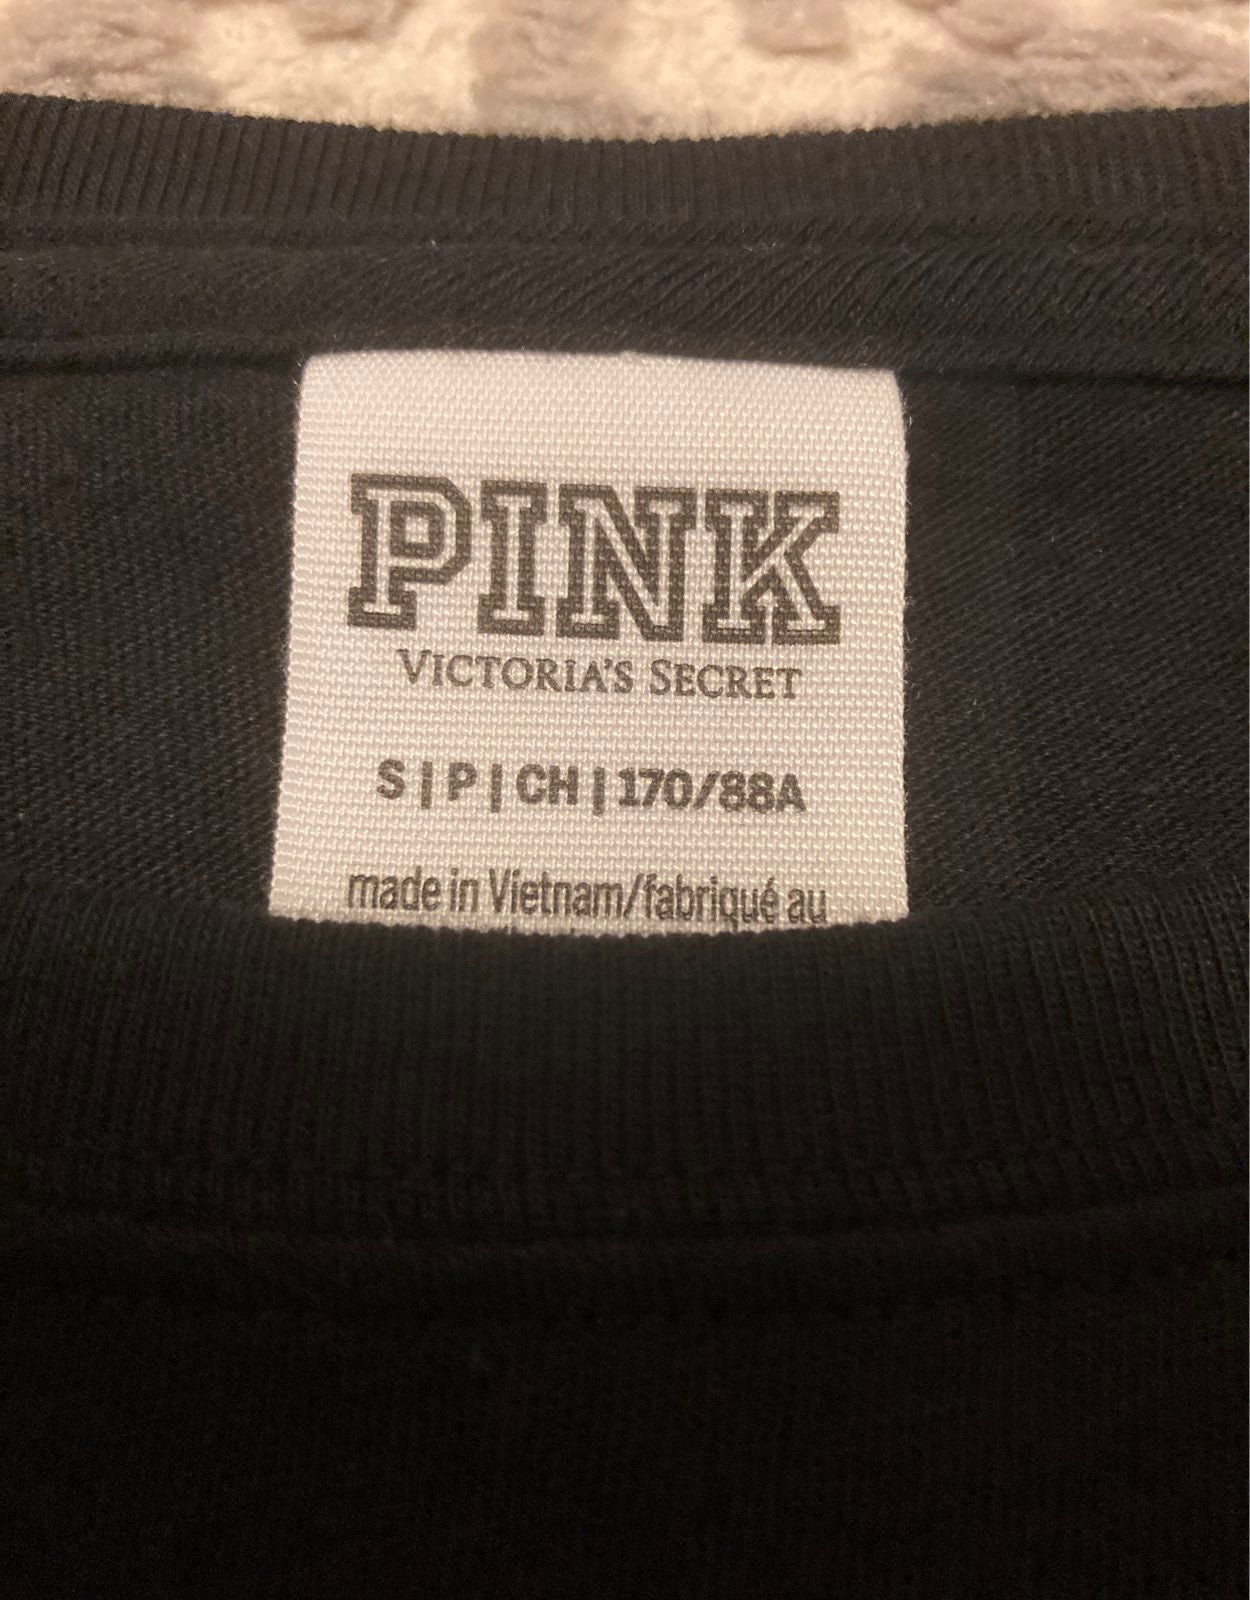 PINK
VICTORIA'S SECRET
S | P | CH | 170/88A
made in Vietnam/fabriqué au